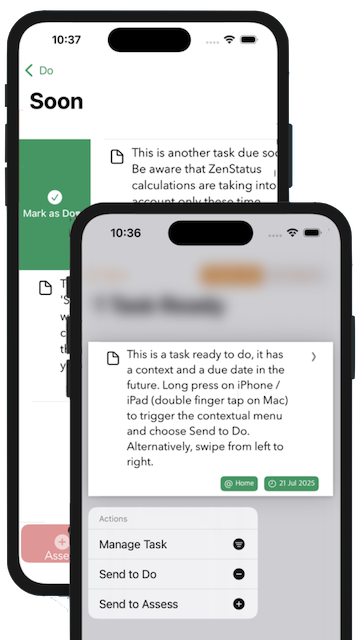 10:37
Do
Soon
Mark as Do
This is another task due soo
Be aware that ZenStatus
calculations are taking into
account only these time
10:36
1 Task Ready
This is a task ready to do, it has
a context and a due date in the
future. Long press on iPhone /
iPad (double finger tap on Mac)
to trigger the contextual menu
and choose Send to Do.
Alternatively, swipe from left to
right.
@ Home
21 Jul 2025
Actions
Manage Task
Send to Do
Send to Assess
Asse